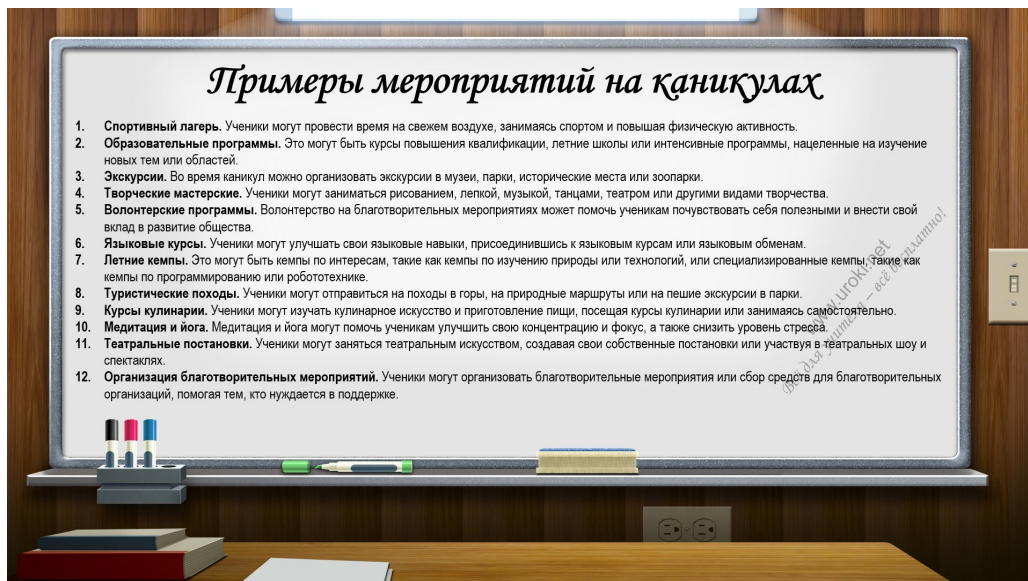 Примеры мероприятий на каникулах
1. Спортивный лагерь. Ученики могут провести время на свежем воздухе, занимаясь спортом и повышая физическую активность.
2. Образовательные программы. Это могут быть курсы повышения квалификации, летние школы или интенсивные программы, нацеленные на изучение
новых тем или областей.
3. Экскурсии. Во время каникул можно организовать экскурсии в музеи, парки, исторические места или зоопарки.
4. Творческие мастерские. Ученики могут заниматься рисованием, лепкой, музыкой, танцами, театром или другими видами творчества.
5. Волонтерские программы. Волонтерство на благотворительных мероприятиях может помочь ученикам почувствовать себя полезными и внести свой
вклад в развитие общества.
6. Языковые курсы. Ученики могут улучшать свои языковые навыки, присоединившись к языковым курсам или языковым обменам.
7. Летние кемпы. Это могут быть кемпы по интересам, такие как кемпы по изучению природы или технологий, или специализированные кемпы, такие как
кемпы по программированию или робототехнике.
8. Туристические походы. Ученики могут отправиться на походы в горы, на природные маршруты или на пешие экскурсии в парки.
9. Курсы кулинарии. Ученики могут изучать кулинарное искусство и приготовление пищи, посещая курсы кулинарии или занимаясь самостоятельно.
10. Медитация и йога. Медитация и йога могут помочь ученикам улучшить свою концентрацию и фокус, а также снизить уровень стресса.
11. Театральные постановки. Ученики могут заняться театральным искусством, создавая свои собственные постановки или участвуя в театральных шоу и
спектаклях.
12. Организация благотворительных мероприятий. Ученики могут организовать благотворительные мероприятия или сбор средств для благотворительных
организаций, помогая тем, кто нуждается в поддержке.
www.uroki.net
Всё для учителя – всё бесплатно!